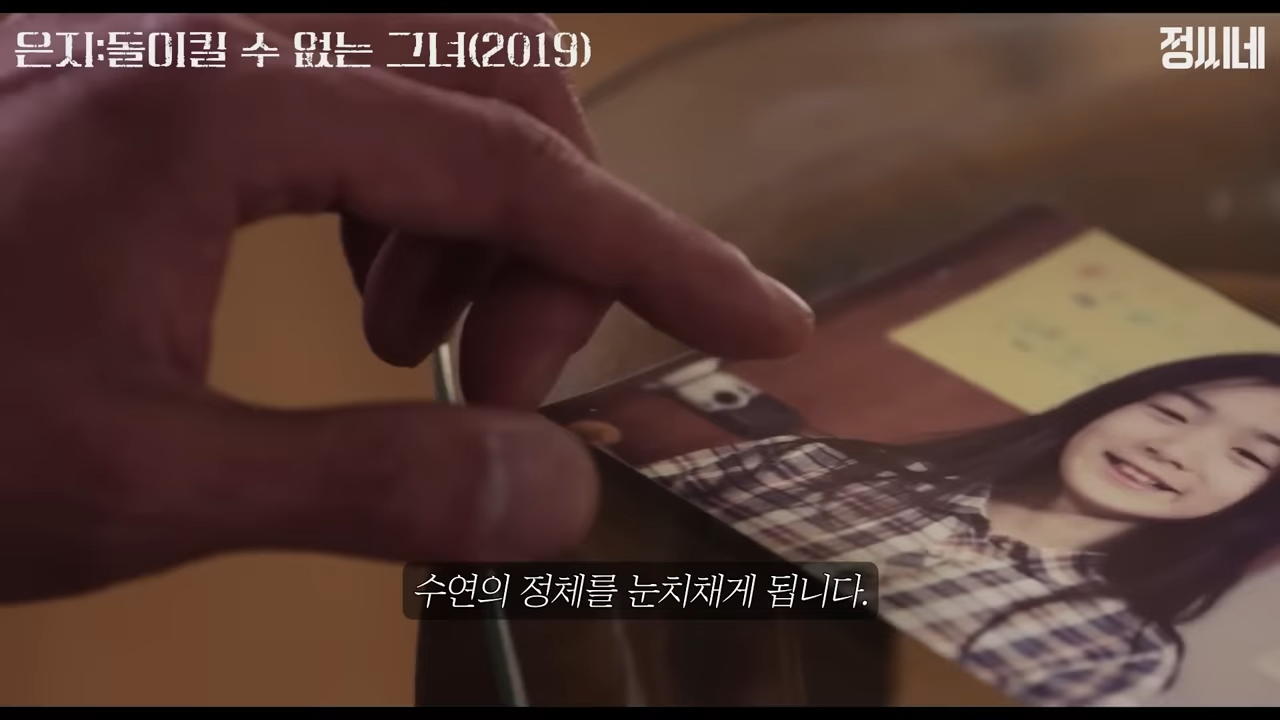 은지:돌이킬 수 없는 그녀(2019)
정씨네
수연의 정체를 눈치채게 됩니다.